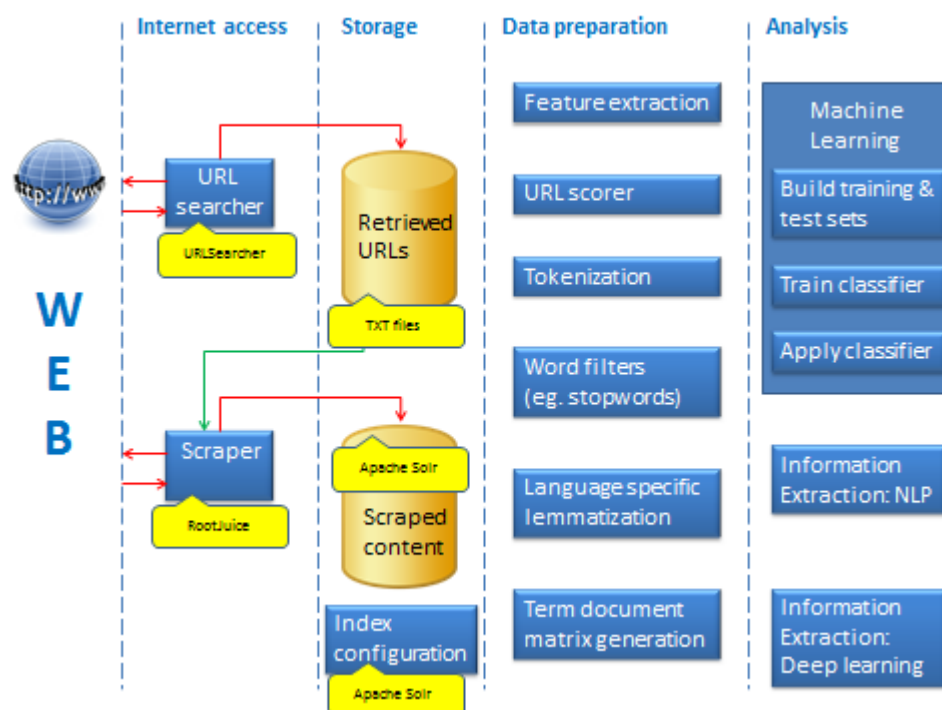 Internet access
Storage
Data preparation
Analysis
http://ww
WEB
URL
searcher
URLSearcher
Retrieved
URLs
TXT files
Scraper
RootJuice
Apache Solr
Scraped
content
Index
configuration
Apache Solr
Feature extraction
URL scorer
Tokenization
Word filters
(eg. stopwords)
Language specific
lemmatization
Term document
matrix generation
Machine
Learning
Build training &
test sets
Train classifier
Apply classifier
Information
Extraction: NLP
Information
Extraction:
Deep learning